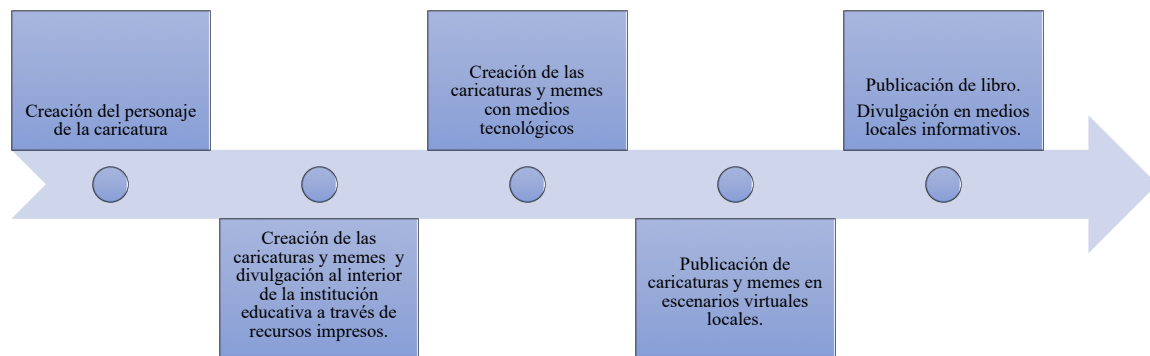 Creación del personaje
de la caricatura
Creación de las
caricaturas y memes y
divulgación al interior
de la institución
educativa a través de
recursos impresos.
Creación de las
caricaturas y memes
con medios
tecnológicos
Publicación de
caricaturas y memes en
escenarios virtuales
locales.
Publicación de libro.
Divulgación en medios
locales informativos.